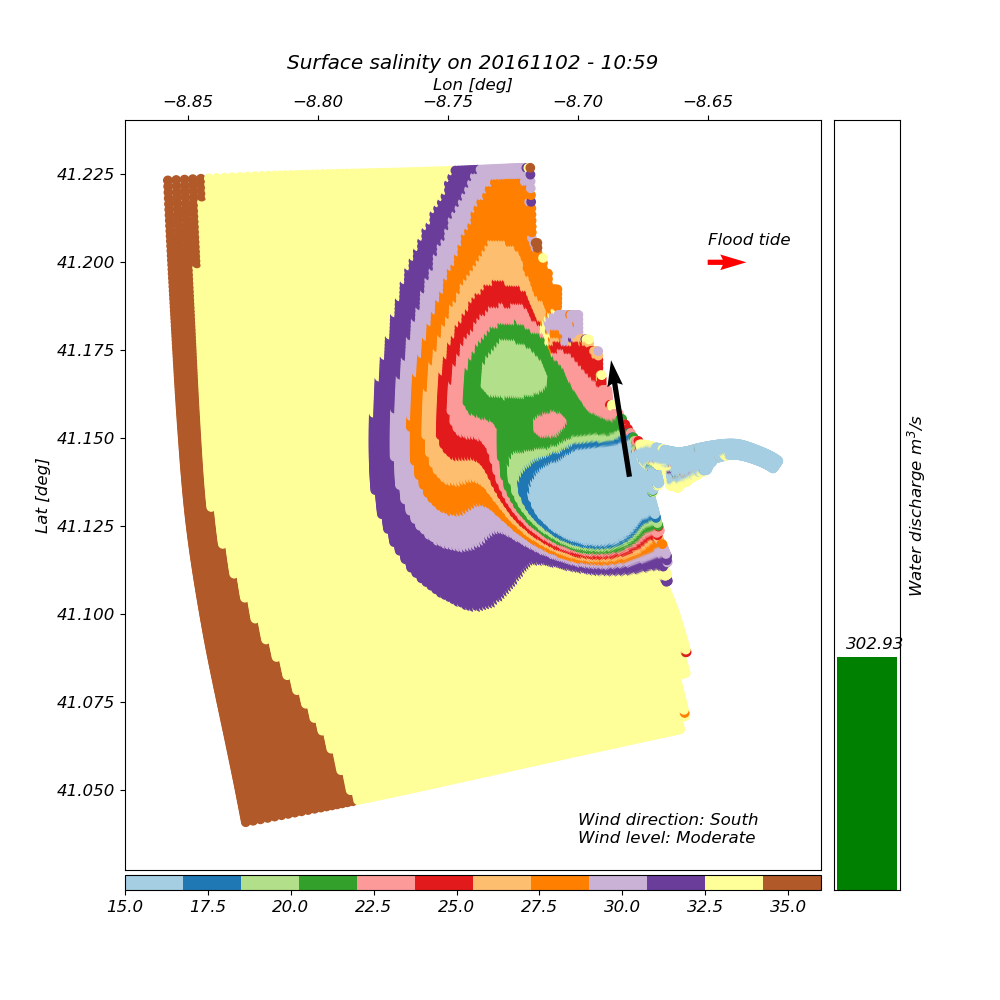 Surface salinity on 20161102 - 10:59
Lon [deg]
−8.85 −8.80 −8.75 −8.70 −8.65
41.225
41.200
41.175
41.150
41.125
41.100
41.075
41.050
Lat [deg]
Flood tide
Wind direction: South
Wind level: Moderate
15.0 17.5 20.0 22.5 25.0 27.5 30.0 32.5 35.0
302.93
Water discharge m³/s